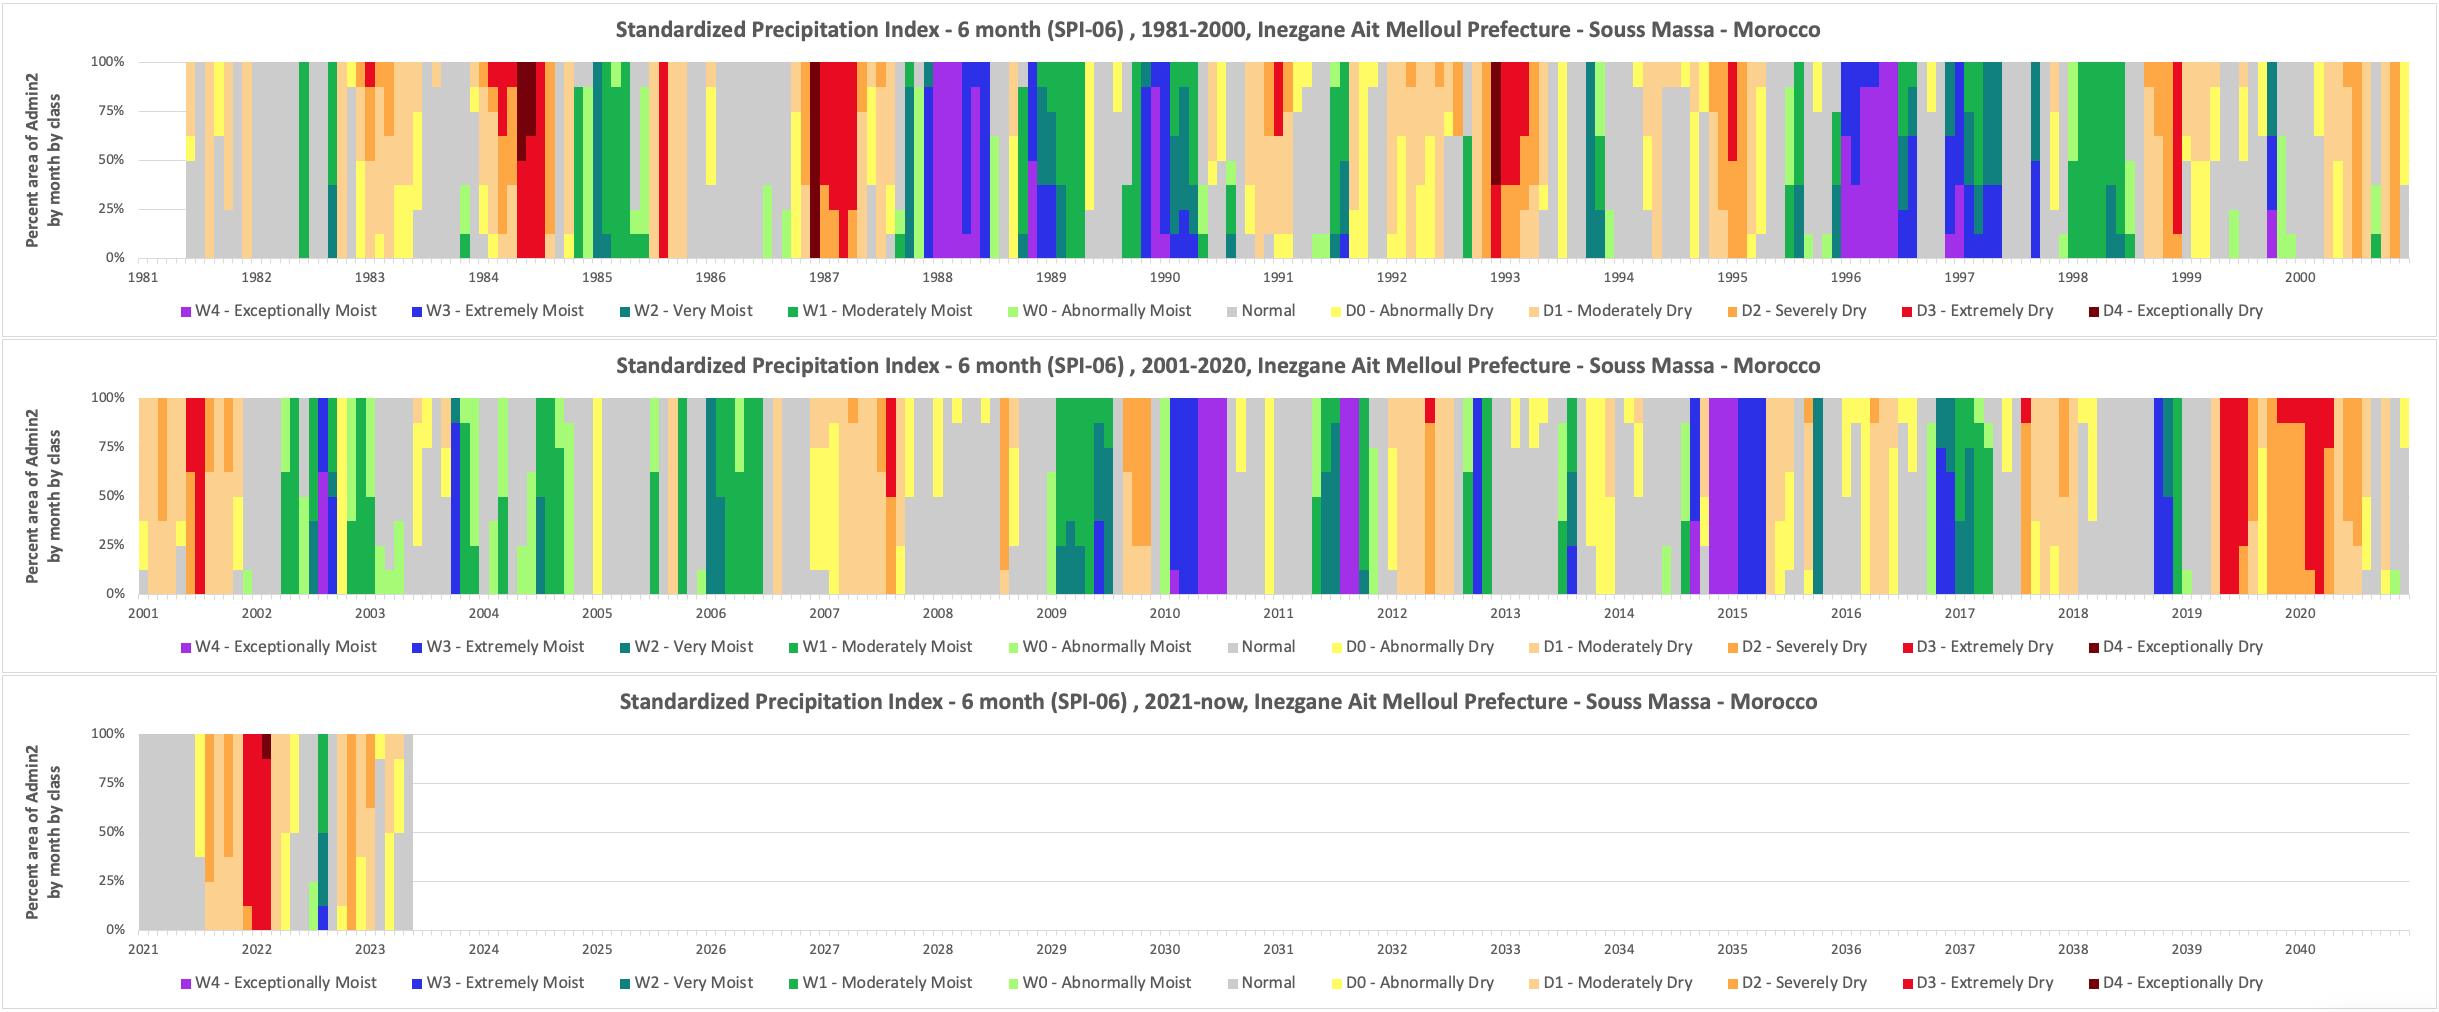 Standardized Precipitation Index - 6 month (SPI-06) , 1981-2000, Inezgane Ait Melloul Prefecture - Souss Massa - Morocco
Percent area of Admin2
by month by class
100%
75%
50%
25%
0%
1981 1982 1983 1984 1985 1986 1987 1988 1989 1990 1991 1992 1993 1994 1995 1996 1997 1998 1999 2000
W4 - Exceptionally Moist W3 - Extremely Moist W2 - Very Moist W1 - Moderately Moist W0 - Abnormally Moist Normal D0 - Abnormally Dry D1 - Moderately Dry D2 - Severely Dry D3 - Extremely Dry D4 - Exceptionally Dry
Standardized Precipitation Index - 6 month (SPI-06) , 2001-2020, Inezgane Ait Melloul Prefecture - Souss Massa - Morocco
Percent area of Admin2
by month by class
100%
75%
50%
25%
0%
2001 2002 2003 2004 2005 2006 2007 2008 2009 2010 2011 2012 2013 2014 2015 2016 2017 2018 2019 2020
W4 - Exceptionally Moist W3 - Extremely Moist W2 - Very Moist W1 - Moderately Moist W0 - Abnormally Moist Normal D0 - Abnormally Dry D1 - Moderately Dry D2 - Severely Dry D3 - Extremely Dry D4 - Exceptionally Dry
Standardized Precipitation Index - 6 month (SPI-06) , 2021-now, Inezgane Ait Melloul Prefecture - Souss Massa - Morocco
Percent area of Admin2
by month by class
100%
75%
50%
25%
0%
2021 2022 2023 2024 2025 2026 2027 2028 2029 2030 2031 2032 2033 2034 2035 2036 2037 2038 2039 2040
W4 - Exceptionally Moist W3 - Extremely Moist W2 - Very Moist W1 - Moderately Moist W0 - Abnormally Moist Normal D0 - Abnormally Dry D1 - Moderately Dry D2 - Severely Dry D3 - Extremely Dry D4 - Exceptionally Dry